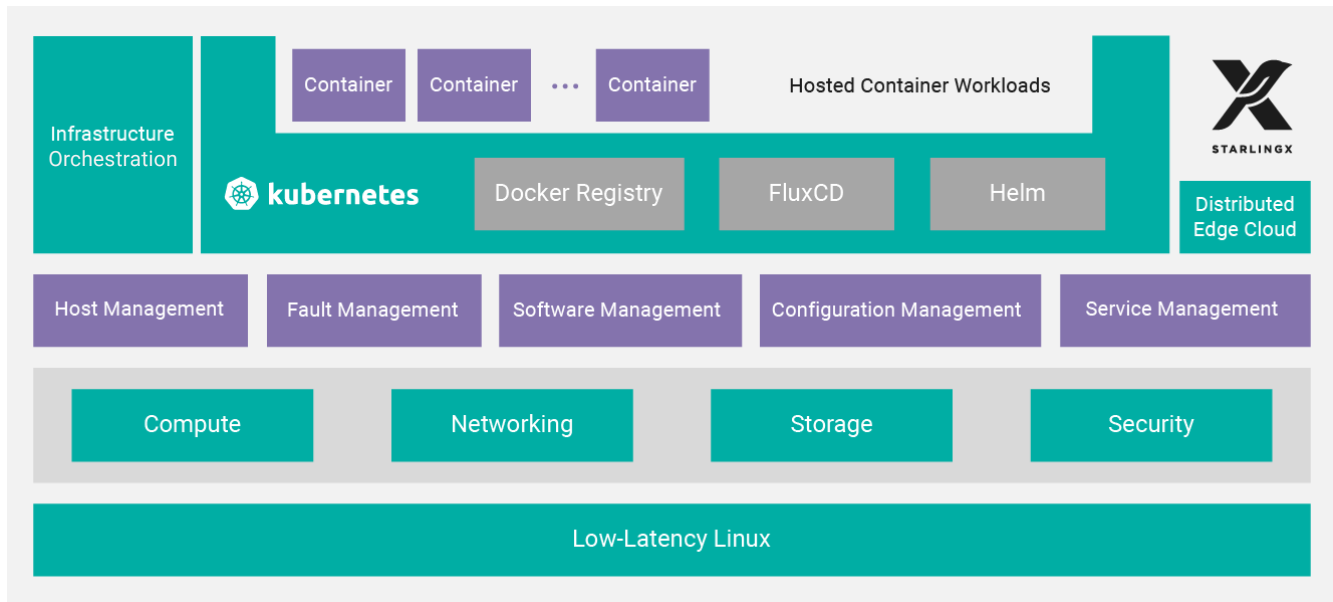 Infrastructure
Orchestration
Container
Container
...
Container
Hosted Container Workloads
STARLINGX
kubernetes
Docker Registry
FluxCD
Helm
Distributed
Edge Cloud
Host Management
Fault Management
Software Management
Configuration Management
Service Management
Compute
Networking
Storage
Security
Low-Latency Linux